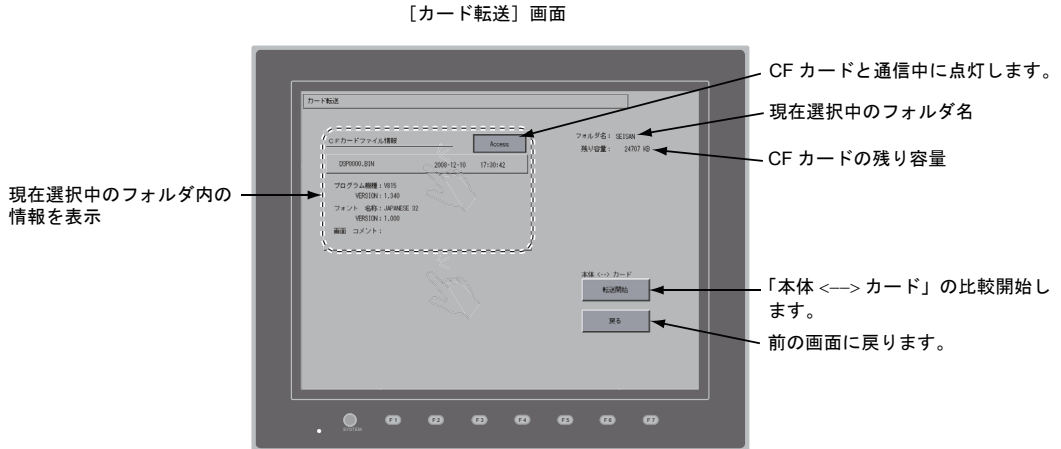 [カード転送]画面
CF カードと通信中に点灯します。
カード転送
現在選択中のフォルダ名
フォルダ名： SEISAN
CFカードファイル情報
Access
残り容量： 24707 KB
CF カードの残り容量
DSP0000.BIN 2008-12-10 17:30:42
現在選択中のフォルダ内の
情報を表示
プログラム機種：V815
VERSION：1.340
フォント 名称：JAPANESE 32
VERSION：1.000
画面 コメント：
本体 <--> カード
転送開始
「本体 <––> カード」の比較開始し
ます。
戻る
前の画面に戻ります。
SYSTEM
F1
F2
F3
F4
F5
F6
F7